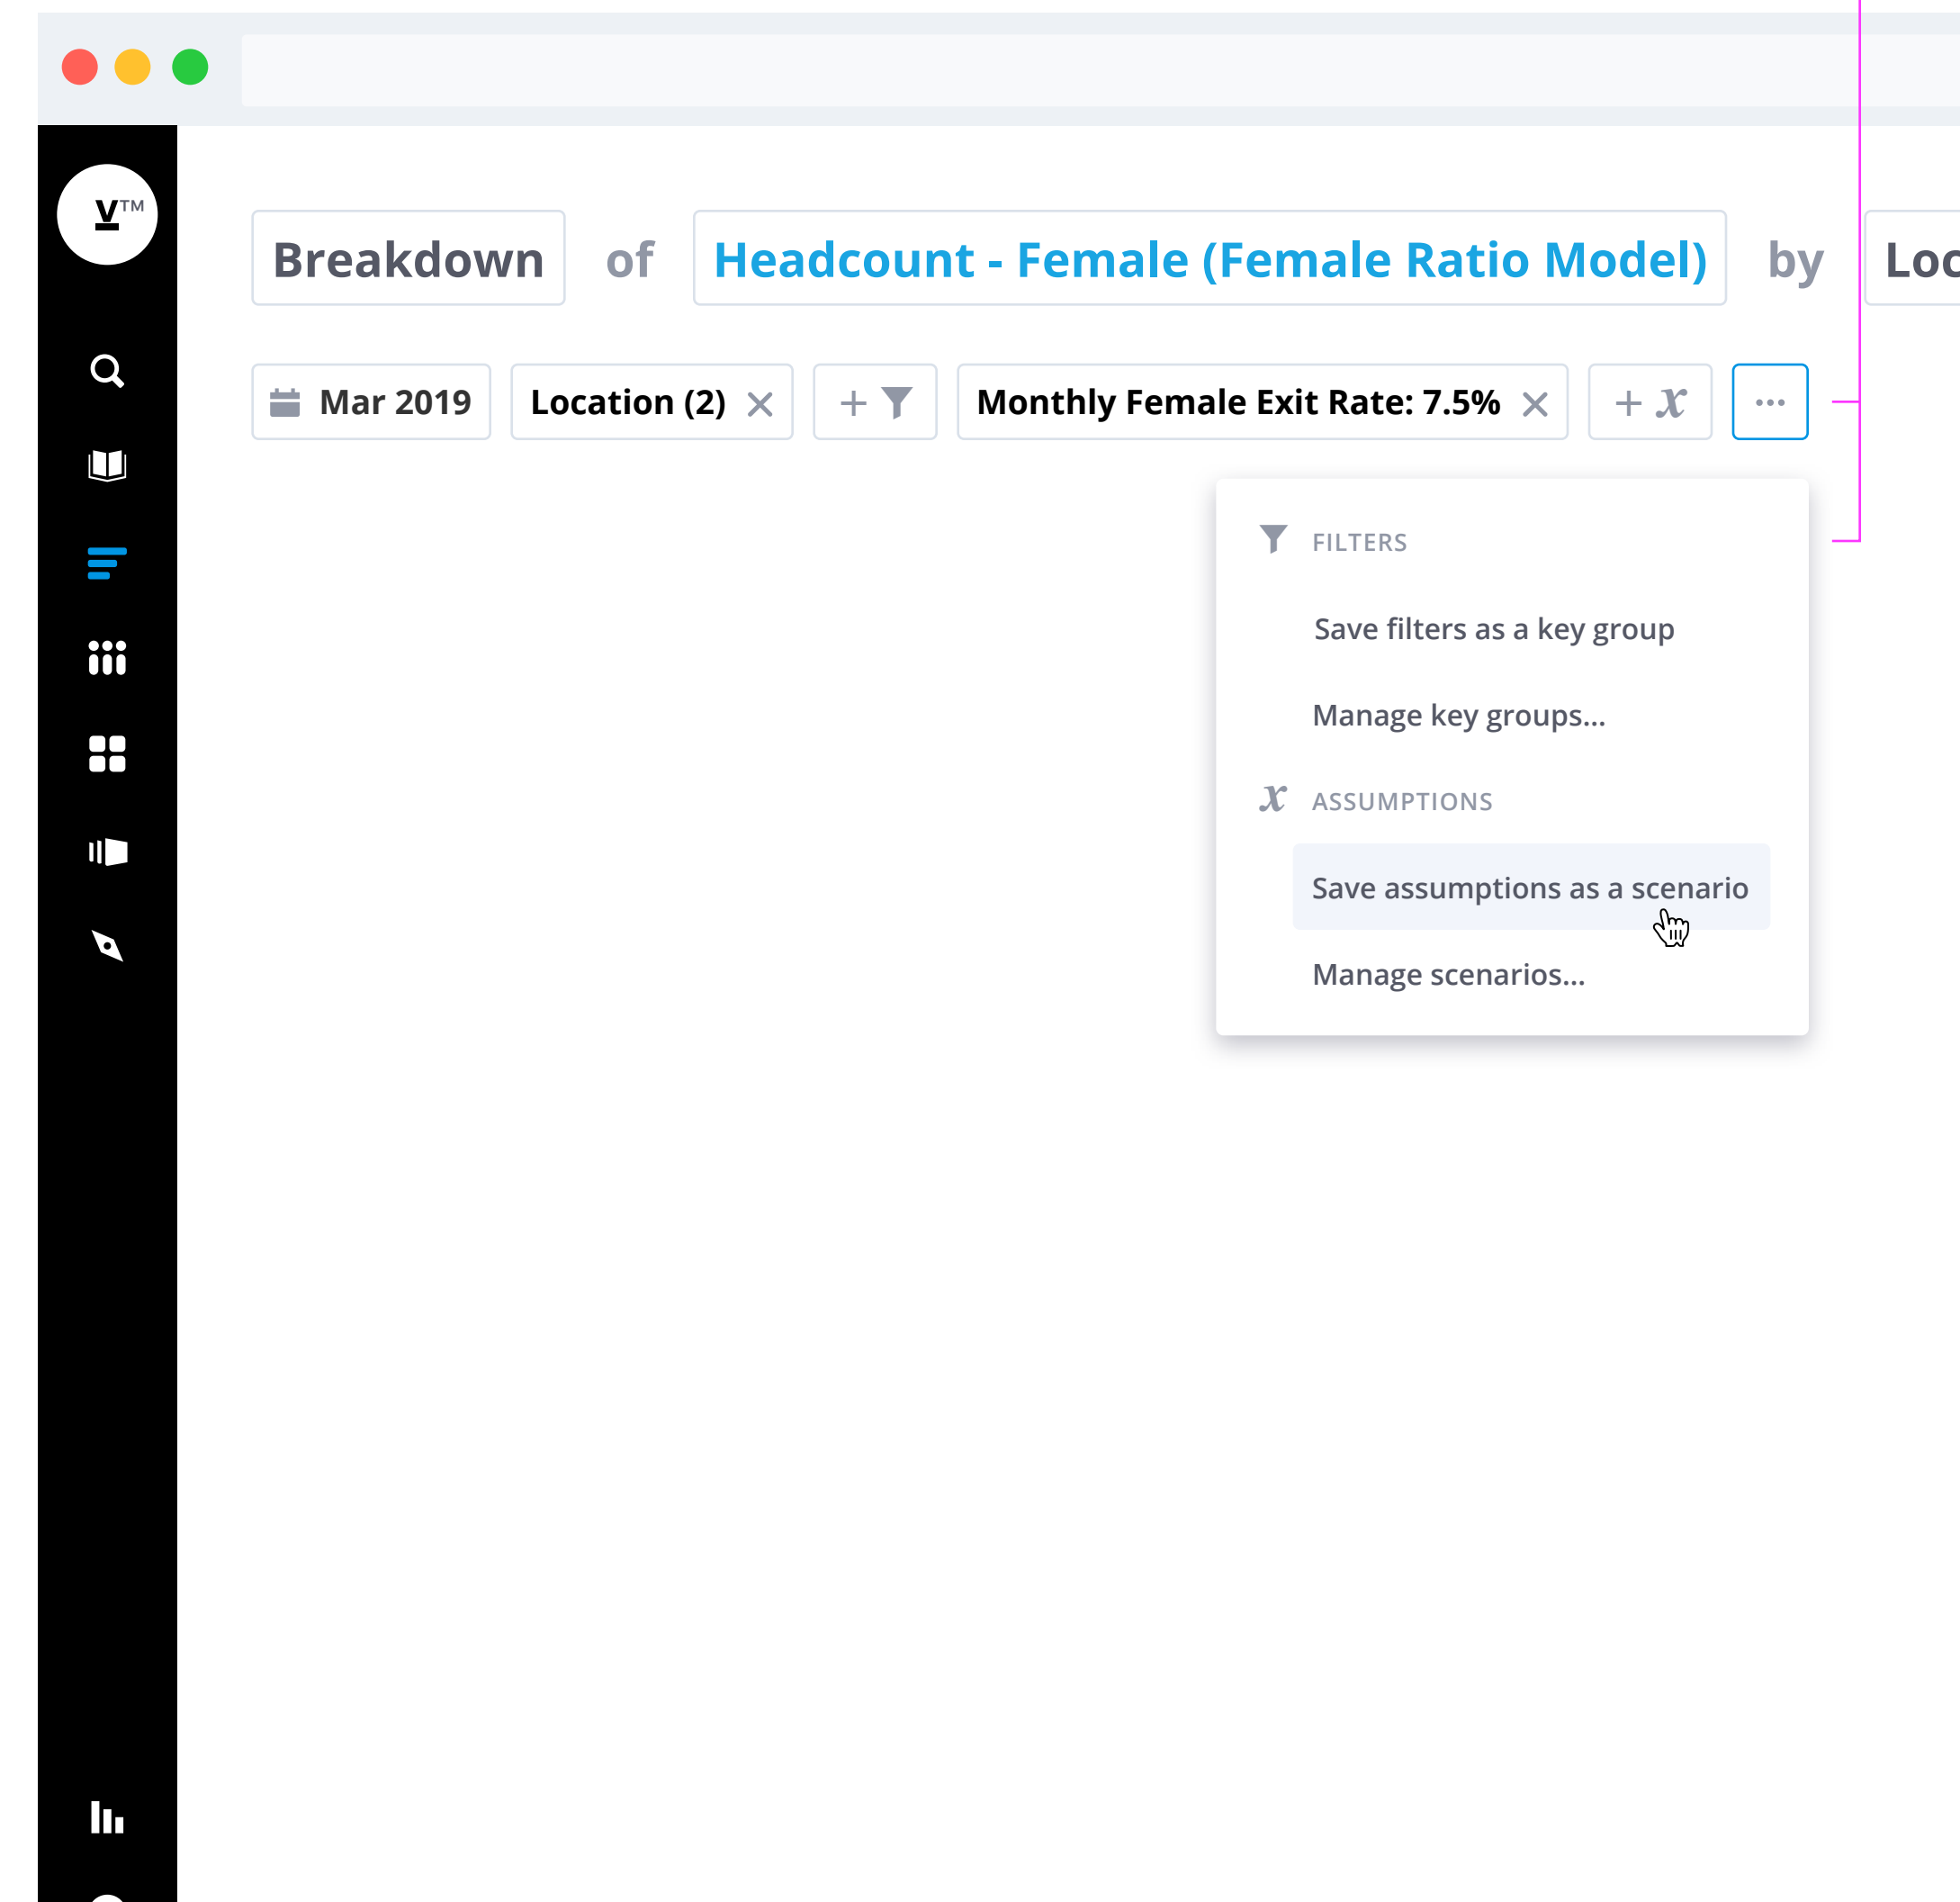 V™
Breakdown of Headcount - Female (Female Ratio Model) by Loc
Mar 2019 Location (2) Monthly Female Exit Rate: 7.5% + x ...
FILTERS
Save filters as a key group
Manage key groups...
x ASSUMPTIONS
Save assumptions as a scenario
Manage scenarios...